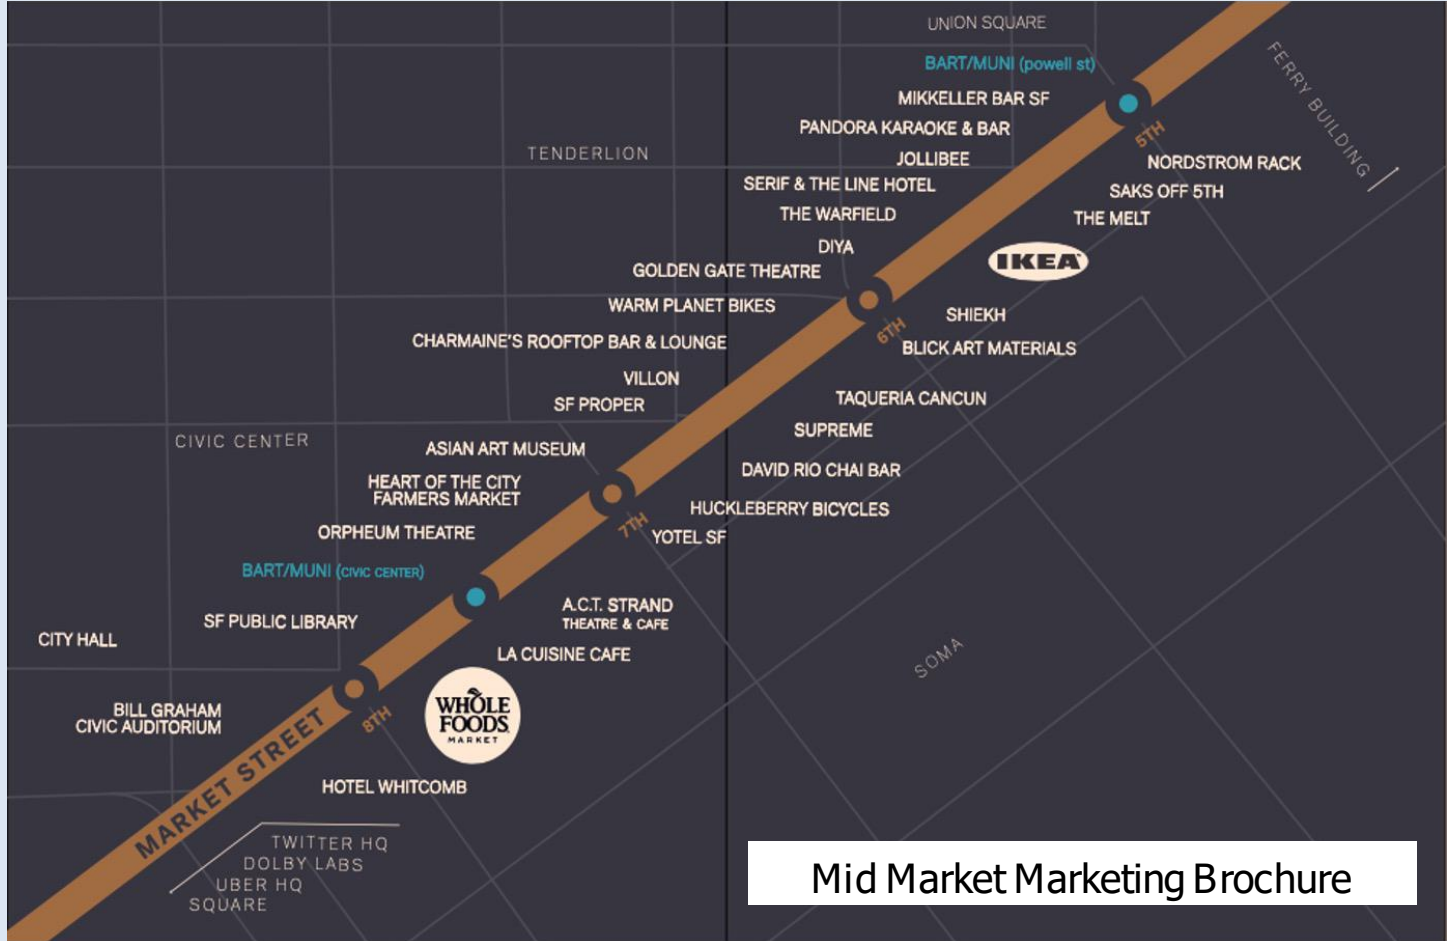 UNION SQUARE
BART/MUNI (powell st)
MIKKELLER BAR SF
PANDORA KARAOKE & BAR
JOLLIBEE
SERIF & THE LINE HOTEL
THE WARFIELD
DIYA
GOLDEN GATE THEATRE
WARM PLANET BIKES
CHARMAINE'S ROOFTOP BAR & LOUNGE
VILLON
SF PROPER
ASIAN ART MUSEUM
HEART OF THE CITY
FARMERS MARKET
ORPHEUM THEATRE
BART/MUNI (CIVIC CENTER)
SF PUBLIC LIBRARY
CITY HALL
BILL GRAHAM
CIVIC AUDITORIUM
TENDERLION
CIVIC CENTER
FERRY BUILDING
5TH
NORDSTROM RACK
SAKS OFF 5TH
THE MELT
IKEA
6TH
SHIEKH
BLICK ART MATERIALS
TAQUERIA CANCUN
SUPREME
DAVID RIO CHAI BAR
HUCKLEBERRY BICYCLES
7TH
YOTEL SF
A.C.T. STRAND
THEATRE & CAFE
LA CUISINE CAFE
WHOLE
FOODS
MARKET
8TH
HOTEL WHITCOMB
SOMA
MARKET STREET
TWITTER HQ
DOLBY LABS
UBER HQ
SQUARE
Mid Market Marketing Brochure